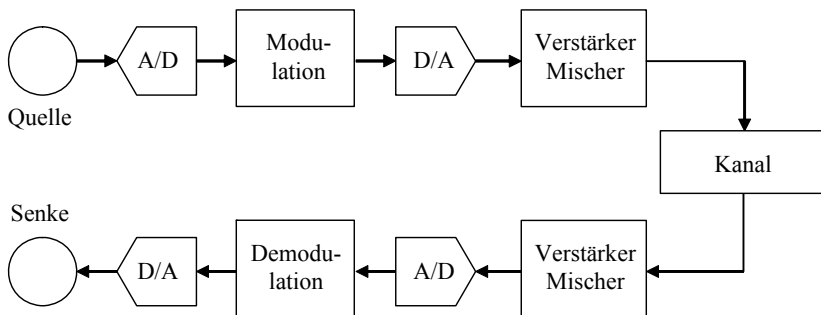 A/D
Modu-
lation
D/A
Verstärker
Mischer
Quelle
Kanal
Senke
D/A
Demodu-
lation
A/D
Verstärker
Mischer